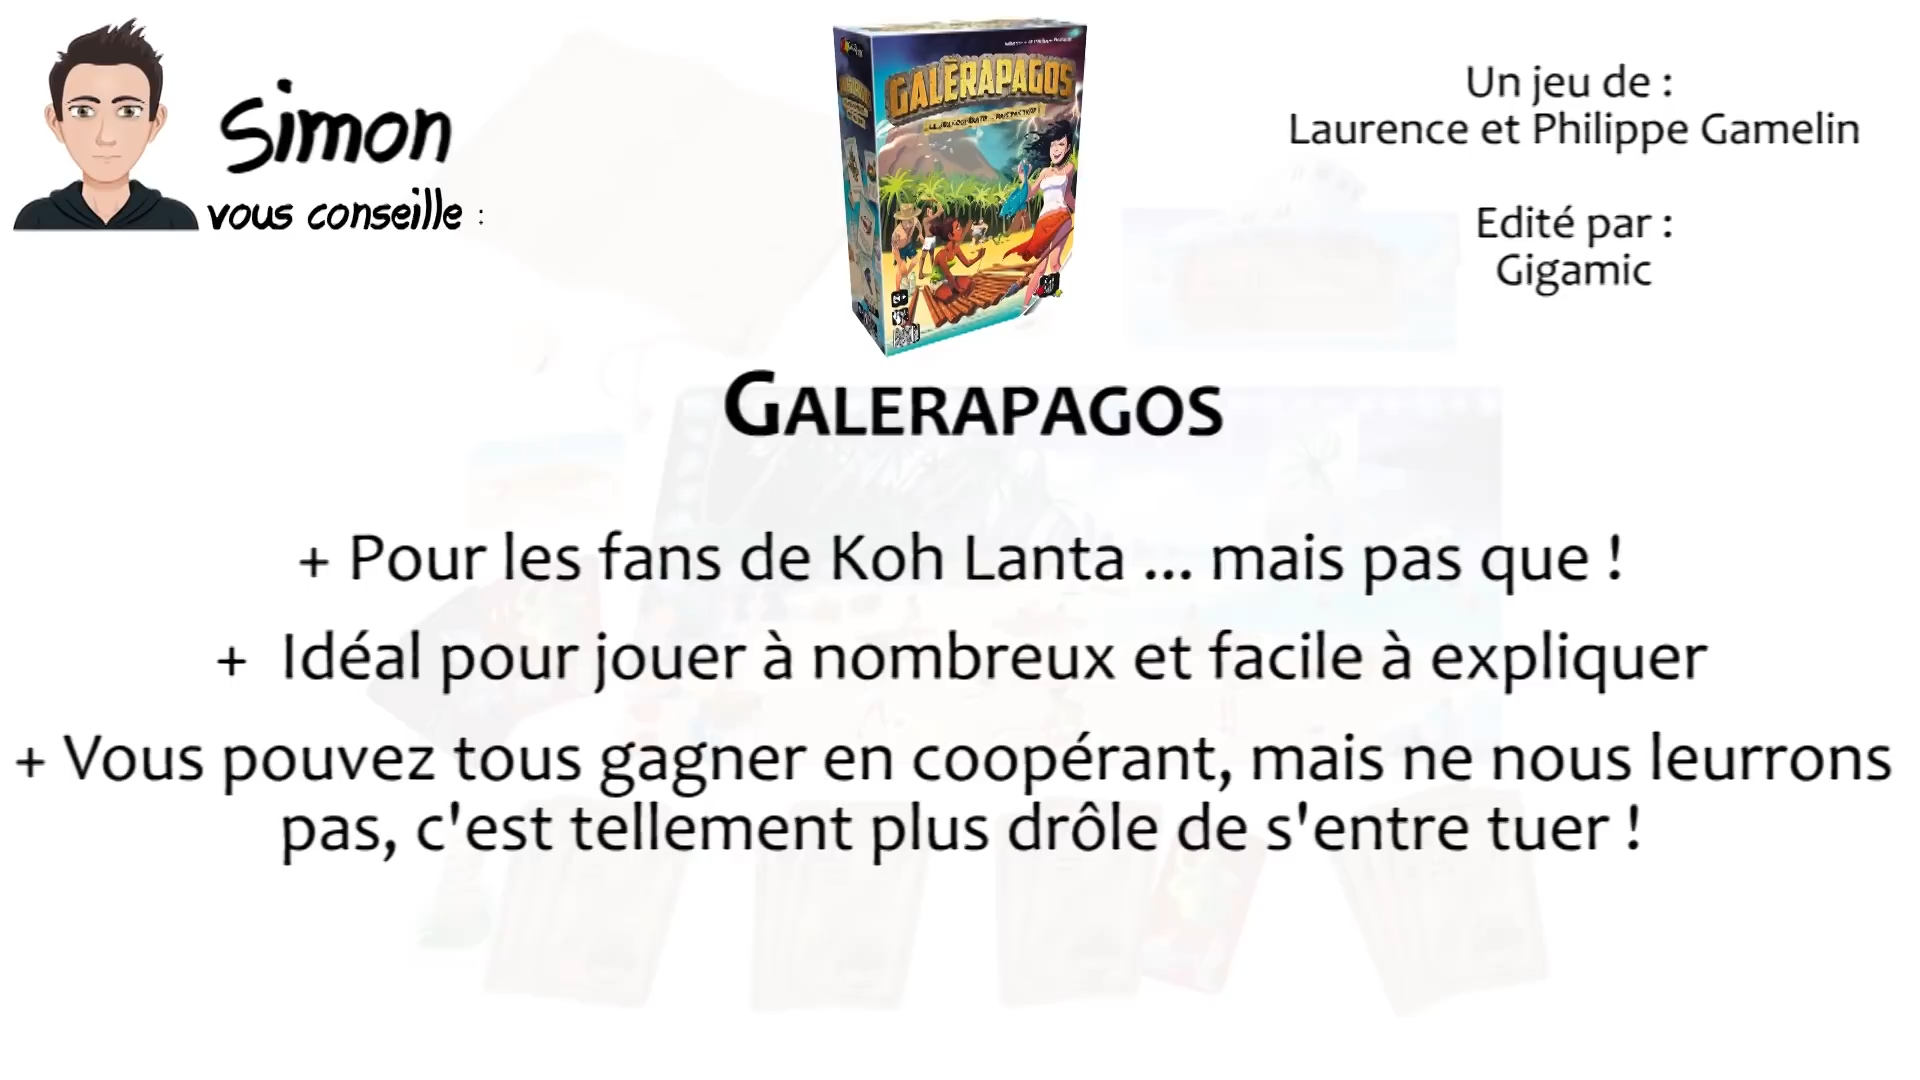 Simon
vous conseille :
GALÈRAPAGOS
Un jeu de :
Laurence et Philippe Gamelin
Edité par :
Gigamic
GALERAPAGOS
+ Pour les fans de Koh Lanta ... mais pas que !
+ Idéal pour jouer à nombreux et facile à expliquer
+ Vous pouvez tous gagner en coopérant, mais ne nous leurrons
pas, c'est tellement plus drôle de s'entre tuer !